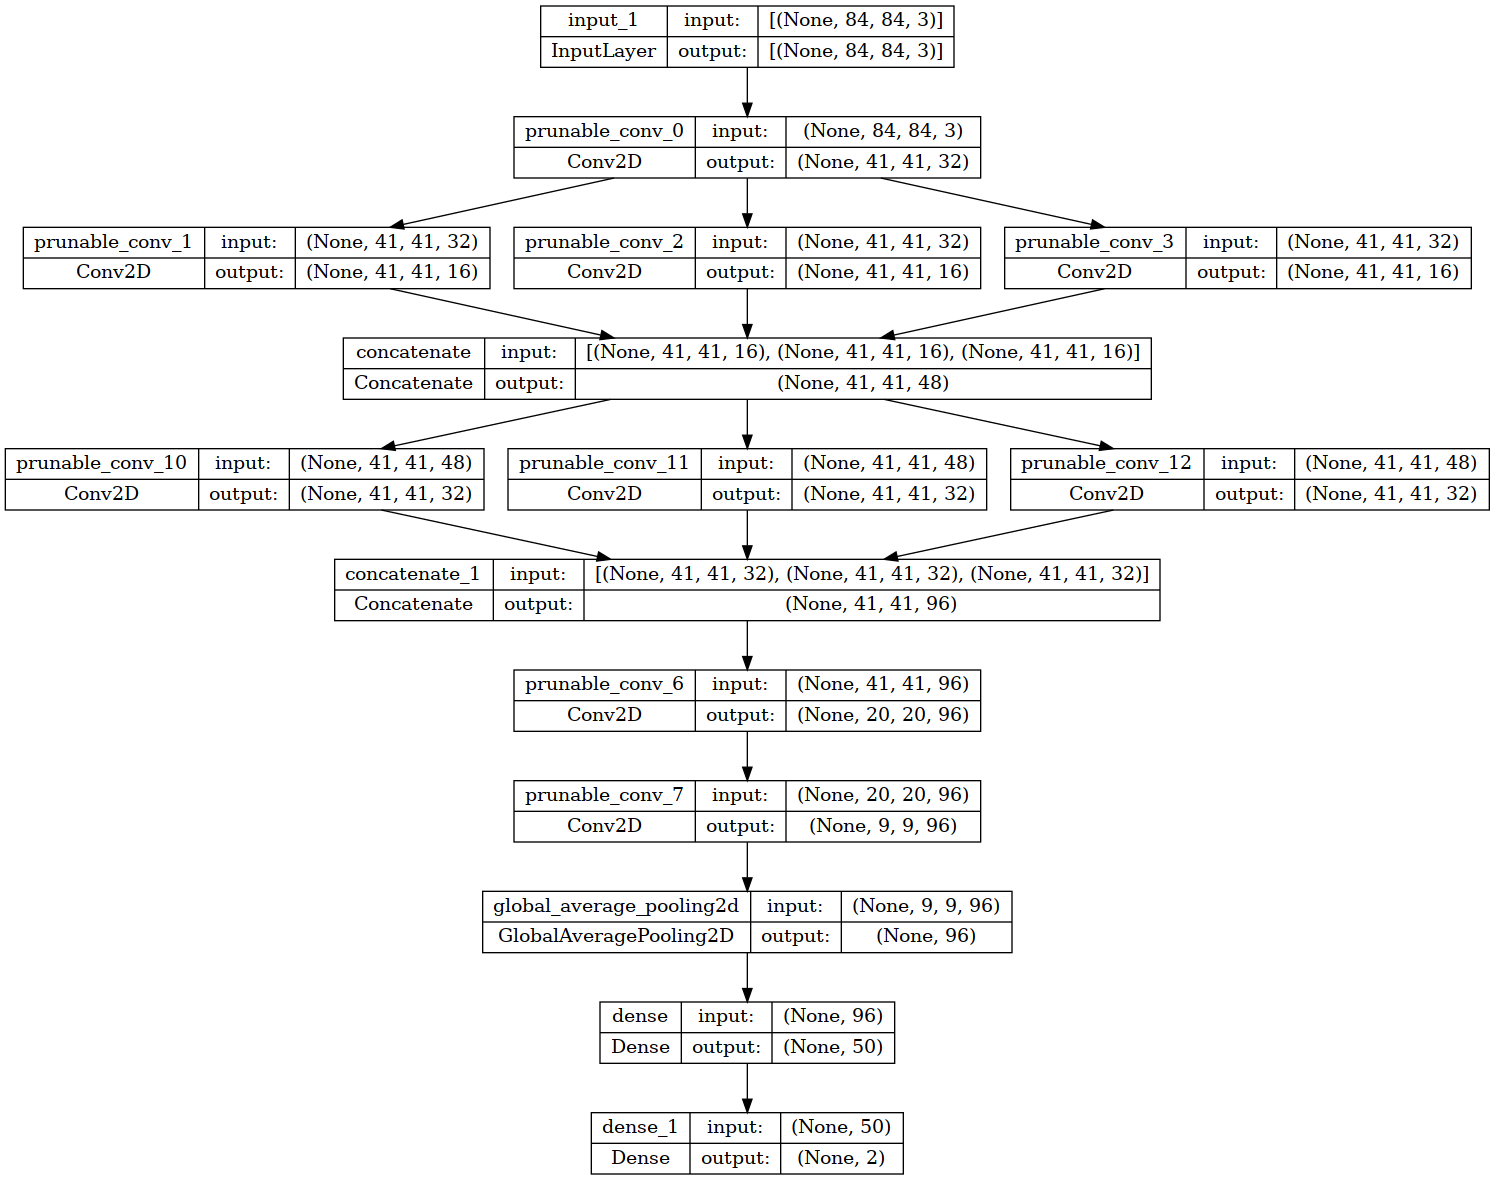 input_1 input: [(None, 84, 84, 3)]
InputLayer output: [(None, 84, 84, 3)]
prunable_conv_0 input: (None, 84, 84, 3)
Conv2D output: (None, 41, 41, 32)
prunable_conv_1 input: (None, 41, 41, 32)
Conv2D output: (None, 41, 41, 16)
prunable_conv_2 input: (None, 41, 41, 32)
Conv2D output: (None, 41, 41, 16)
prunable_conv_3 input: (None, 41, 41, 32)
Conv2D output: (None, 41, 41, 16)
concatenate input: [(None, 41, 41, 16), (None, 41, 41, 16), (None, 41, 41, 16)]
Concatenate output: (None, 41, 41, 48)
prunable_conv_10 input: (None, 41, 41, 48)
Conv2D output: (None, 41, 41, 32)
prunable_conv_11 input: (None, 41, 41, 48)
Conv2D output: (None, 41, 41, 32)
prunable_conv_12 input: (None, 41, 41, 48)
Conv2D output: (None, 41, 41, 32)
concatenate_1 input: [(None, 41, 41, 32), (None, 41, 41, 32), (None, 41, 41, 32)]
Concatenate output: (None, 41, 41, 96)
prunable_conv_6 input: (None, 41, 41, 96)
Conv2D output: (None, 20, 20, 96)
prunable_conv_7 input: (None, 20, 20, 96)
Conv2D output: (None, 9, 9, 96)
global_average_pooling2d input: (None, 9, 9, 96)
GlobalAveragePooling2D output: (None, 96)
dense input: (None, 96)
Dense output: (None, 50)
dense_1 input: (None, 50)
Dense output: (None, 2)